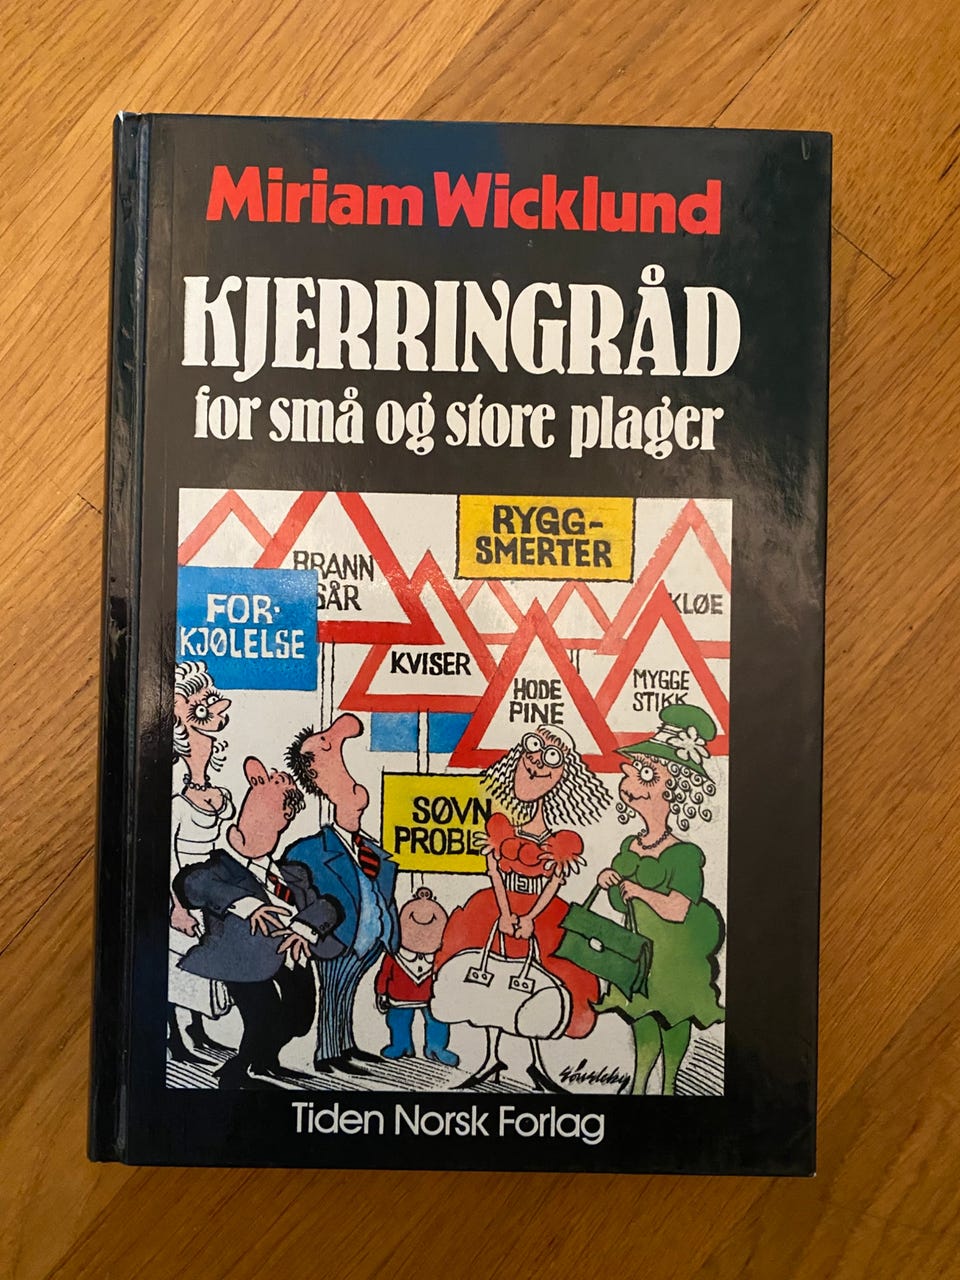 Miriam Wicklund
KJERRINGRÅD
for små og store plager
RYGG-
SMERTER
BRANN
SÅR
KLØE
FOR-
KJØLELSE
KVISER
HODE
PINE
MYGGE
STIKK
SØVN
PROBL
Tiden Norsk Forlag